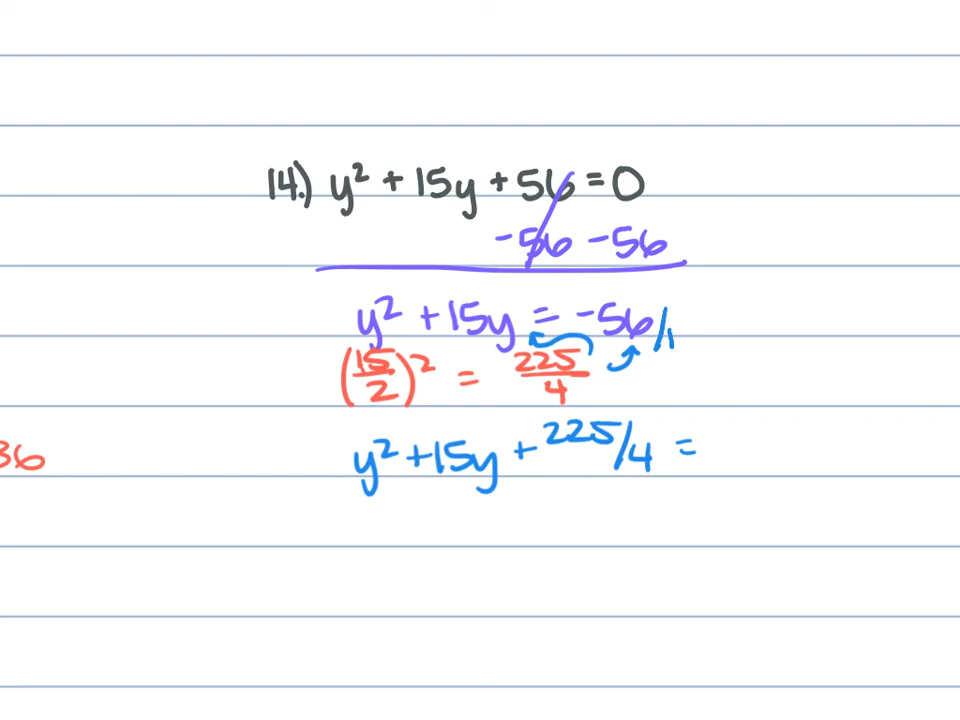 14.) y² + 15y + 56 = 0
-56 -56
y² + 15y = -56/1
(15/2)² = 225/4
y² + 15y + 225/4 =
36